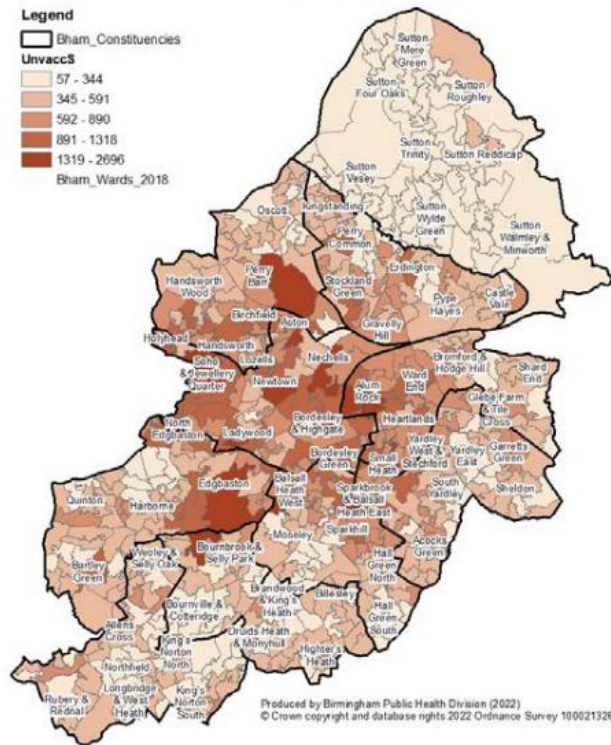 Legend
Bham_Constituencies
Unvacc$
57 - 344
345 - 591
592 - 890
891 - 1318
1319 - 2696
Bham_Wards_2018
Sutton
Mere
Green
Sutton
Four Oaks
Sutton
Roughley
Sutton
Trinity
Sutton Reddicap
Sutton
Vesey
Sutton
Wylde
Green
Sutton
Walmley &
Minworth
Oscott
Kingstanding
Perry
Common
Erdington
Handsworth
Wood
Perry
Barr
Stockland
Green
Pype
Hayes
Castle
Vale
Birchfield
Aston
Gravelly
Hill
Holyhead
Handsworth
Lozells
Nechells
Bromford &
Hodge Hill
Shard
End
Soho
& Jewellery
Quarter
Newtown
Alum
Rock
Ward
End
Glebe Farm
& Tile
Cross
North
Edgbaston
Ladywood
Bordesley
& Highgate
Heartlands
Bordesley
Green
Small
Heath
Yardley
West &
Stechford
Yardley
East
Garretts
Green
Quinton
Harborne
Edgbaston
Balsall
Heath
West
Sparkbrook
& Balsall
Heath East
South
Yardley
Sheldon
Moseley
Sparkhill
Acocks
Green
Bartley
Green
Weoley &
Selly Oak
Bournbrook &
Selly Park
Hall
Green
North
Brandwood
& King's
Heath
Billesley
Bournville &
Cotteridge
Hall
Green
South
Allens
Cross
King's
Norton
North
Druids Heath
& Monyhull
Highter's
Heath
Northfield
Rubery &
Rednal
Longbridge
& West
Heath
King's
Norton
South
Produced by Birmingham Public Health Division (2022)
© Crown copyright and database rights 2022 Ordnance Survey 100021326